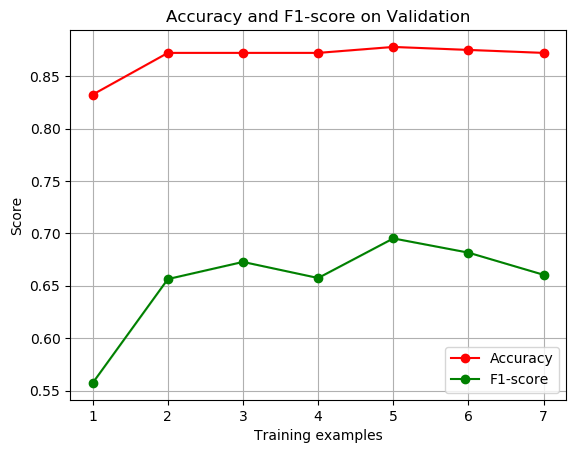 Accuracy and F1-score on Validation
Score
0.85
0.80
0.75
0.70
0.65
0.60
0.55
1 2 3 4 5 6 7
Training examples
Accuracy
F1-score